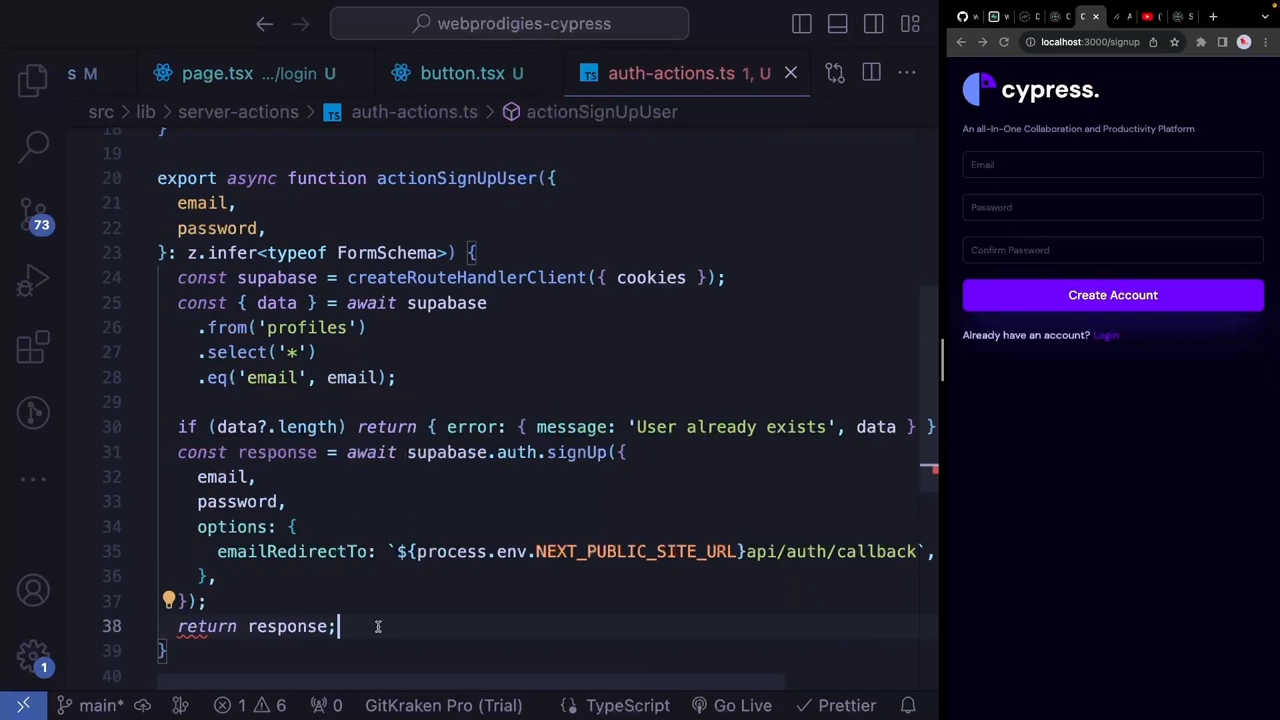 webprodigies-cypress
s M
page.tsx .../login U
button.tsx U
TS auth-actions.ts 1, U
src > lib > server-actions > TS auth-actions.ts > actionSignUpUser
18 }
19
20 export async function actionSignUpUser({
21 email,
22 password,
23 }: z.infer<typeof FormSchema>) {
24 const supabase = createRouteHandlerClient({ cookies });
25 const { data } = await supabase
26 .from('profiles')
27 .select('*')
28 .eq('email', email);
29
30 if (data?.length) return { error: { message: 'User already exists', data } }
31 const response = await supabase.auth.signUp({
32 email,
33 password,
34 options: {
35 emailRedirectTo: `${process.env.NEXT_PUBLIC_SITE_URL}api/auth/callback`,
36 },
37 });
38 return response;
39 }
40
73
1
main* 1 6 0 GitKraken Pro (Trial) TypeScript Go Live Prettier
localhost:3000/signup
cypress.
An all-In-One Collaboration and Productivity Platform
Email
Password
Confirm Password
Create Account
Already have an account? Login